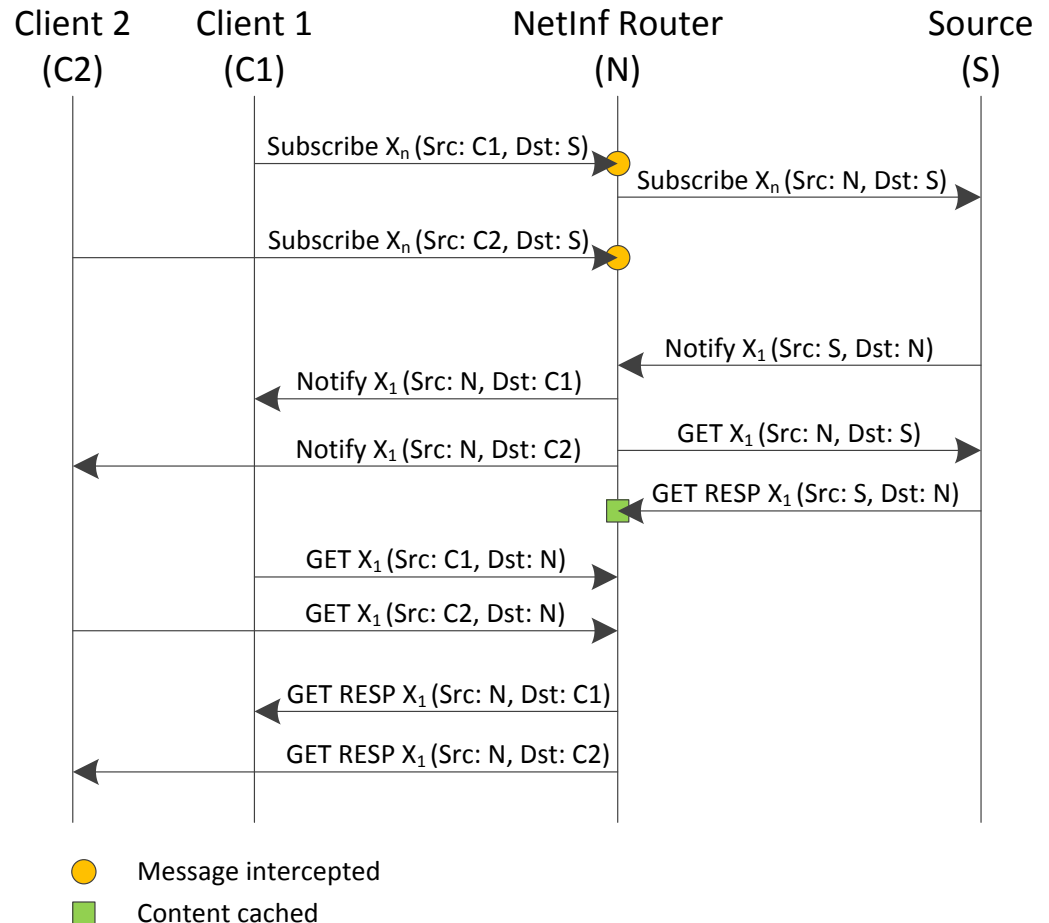 Client 2 Client 1 NetInf Router Source
(C2) (C1) (N) (S)
Subscribe Xn (Src: C1, Dst: S)
Subscribe Xn (Src: N, Dst: S)
Subscribe Xn (Src: C2, Dst: S)
Notify X1 (Src: S, Dst: N)
Notify X1 (Src: N, Dst: C1)
GET X1 (Src: N, Dst: S)
Notify X1 (Src: N, Dst: C2)
GET RESP X1 (Src: S, Dst: N)
GET X1 (Src: C1, Dst: N)
GET X1 (Src: C2, Dst: N)
GET RESP X1 (Src: N, Dst: C1)
GET RESP X1 (Src: N, Dst: C2)
Message intercepted
Content cached